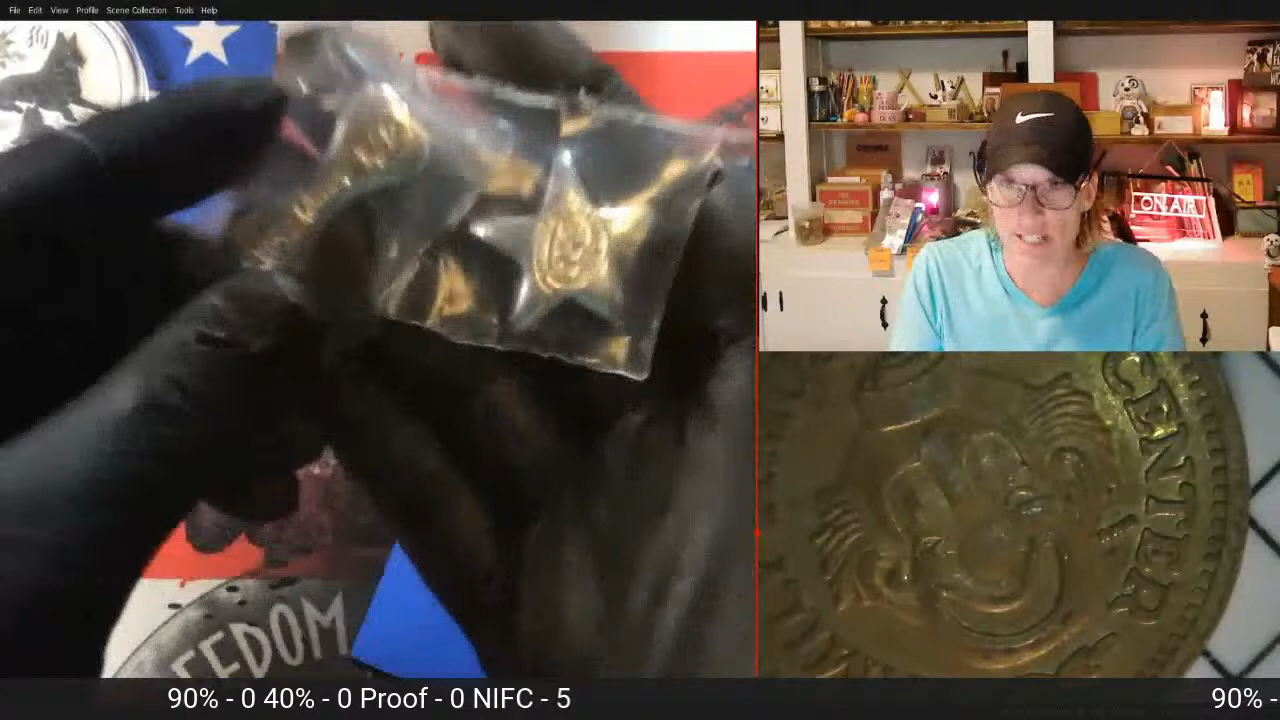 File Edit View Profile Scene Collection Tools Help
ON AIR
CENTER
EEDOM
90% - 0 40% - 0 Proof - 0 NIFC - 5
90% -